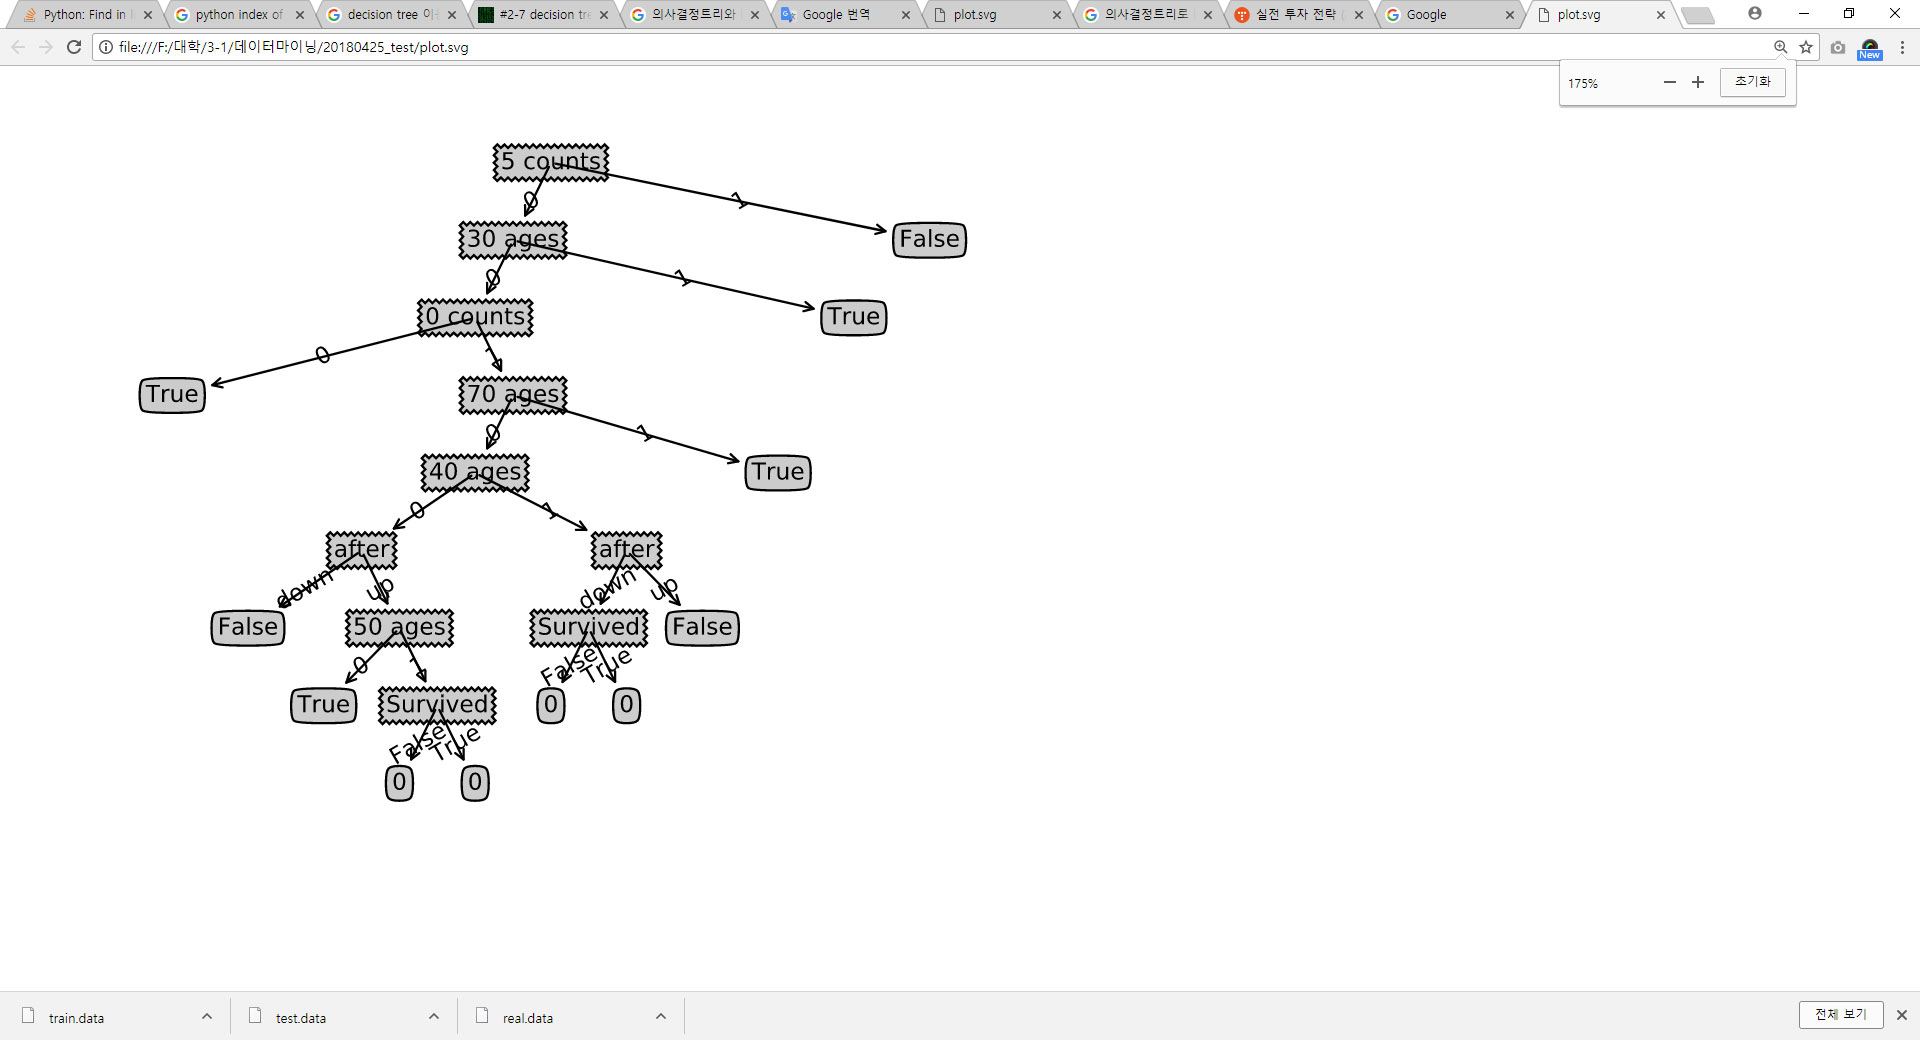 Python: Find in
python index of
decision tree 이
#2-7 decision tre
의사결정트리와
Google 번역
plot.svg
의사결정트리로
실전 투자 전략
Google
plot.svg
file:///F:/대학/3-1/데이터마이닝/20180425_test/plot.svg
New
175%
초기화
5 counts
0
1
30 ages
False
0
1
0 counts
True
0
1
True
70 ages
0
1
40 ages
True
0
1
after
after
down
up
down
up
False
50 ages
Survived
False
0
1
False
True
True
Survived
0
0
False
True
0
0
train.data
test.data
real.data
전체 보기